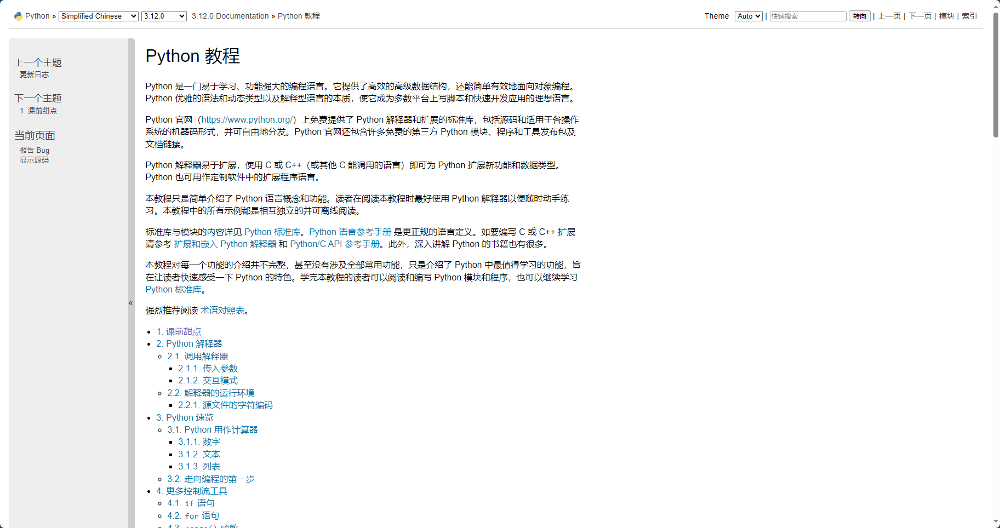 Python » Simplified Chinese 3.12.0 3.12.0 Documentation » Python 教程
Theme Auto | 快速搜索 转向 | 上一页 | 下一页 | 模块 | 索引
上一个主题
更新日志
下一个主题
1. 课前甜点
当前页面
报告 Bug
显示源码
«
Python 教程
Python 是一门易于学习、功能强大的编程语言。它提供了高效的高级数据结构，还能简单有效地面向对象编程。
Python 优雅的语法和动态类型以及解释型语言的本质，使它成为多数平台上写脚本和快速开发应用的理想语言。
Python 官网（https://www.python.org/）上免费提供了 Python 解释器和扩展的标准库，包括源码和适用于各操作
系统的机器码形式，并可自由地分发。Python 官网还包含许多免费的第三方 Python 模块、程序和工具发布包及
文档链接。
Python 解释器易于扩展，使用 C 或 C++（或其他 C 能调用的语言）即可为 Python 扩展新功能和数据类型。
Python 也可用作定制软件中的扩展程序语言。
本教程只是简单介绍了 Python 语言概念和功能。读者在阅读本教程时最好使用 Python 解释器以便随时动手练
习。本教程中的所有示例都是相互独立的并可离线阅读。
标准库与模块的内容详见 Python 标准库。Python 语言参考手册 是更正规的语言定义。如要编写 C 或 C++ 扩展
请参考 扩展和嵌入 Python 解释器 和 Python/C API 参考手册。此外，深入讲解 Python 的书籍也有很多。
本教程对每一个功能的介绍并不完整，甚至没有涉及全部常用功能，只是介绍了 Python 中最值得学习的功能，旨
在让读者快速感受一下 Python 的特色。学完本教程的读者可以阅读和编写 Python 模块和程序，也可以继续学习
Python 标准库。
强烈推荐阅读 术语对照表。
1. 课前甜点
2. Python 解释器
2.1. 调用解释器
2.1.1. 传入参数
2.1.2. 交互模式
2.2. 解释器的运行环境
2.2.1. 源文件的字符编码
3. Python 速览
3.1. Python 用作计算器
3.1.1. 数字
3.1.2. 文本
3.1.3. 列表
3.2. 走向编程的第一步
4. 更多控制流工具
4.1. if 语句
4.2. for 语句
4.3. range() 函数